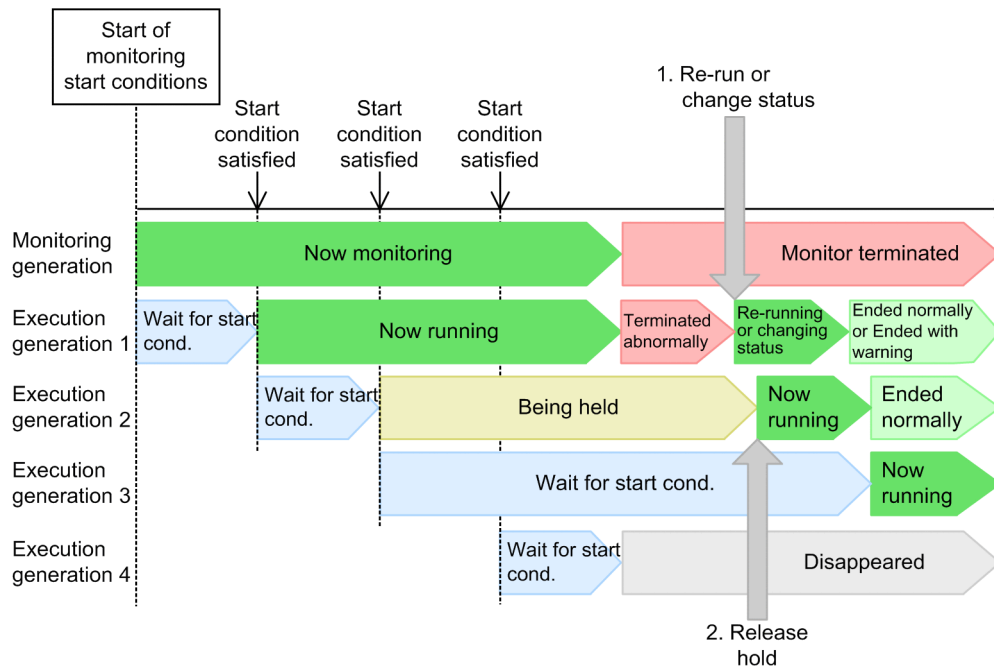 Start of
monitoring
start conditions
1. Re-run or
change status
Start
condition
satisfied
Start
condition
satisfied
Start
condition
satisfied
Monitoring
generation
Now monitoring
Monitor terminated
Execution
generation 1
Wait for start
cond.
Now running
Terminated
abnormally
Re-running
or changing
status
Ended normally
or Ended with
warning
Execution
generation 2
Wait for start
cond.
Being held
Now
running
Ended
normally
Execution
generation 3
Wait for start cond.
Now
running
Execution
generation 4
Wait for start
cond.
Disappeared
2. Release
hold